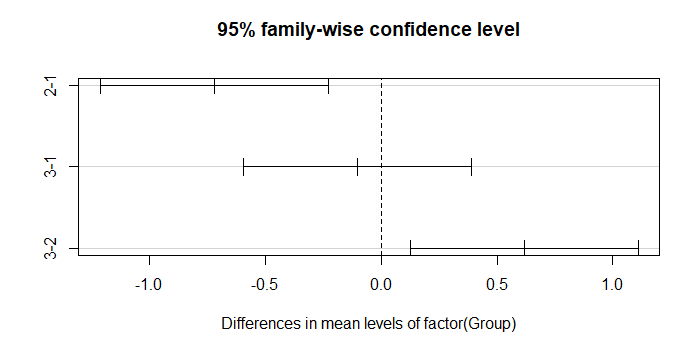 95% family-wise confidence level
2-1
3-1
3-2
-1.0 -0.5 0.0 0.5 1.0
Differences in mean levels of factor(Group)